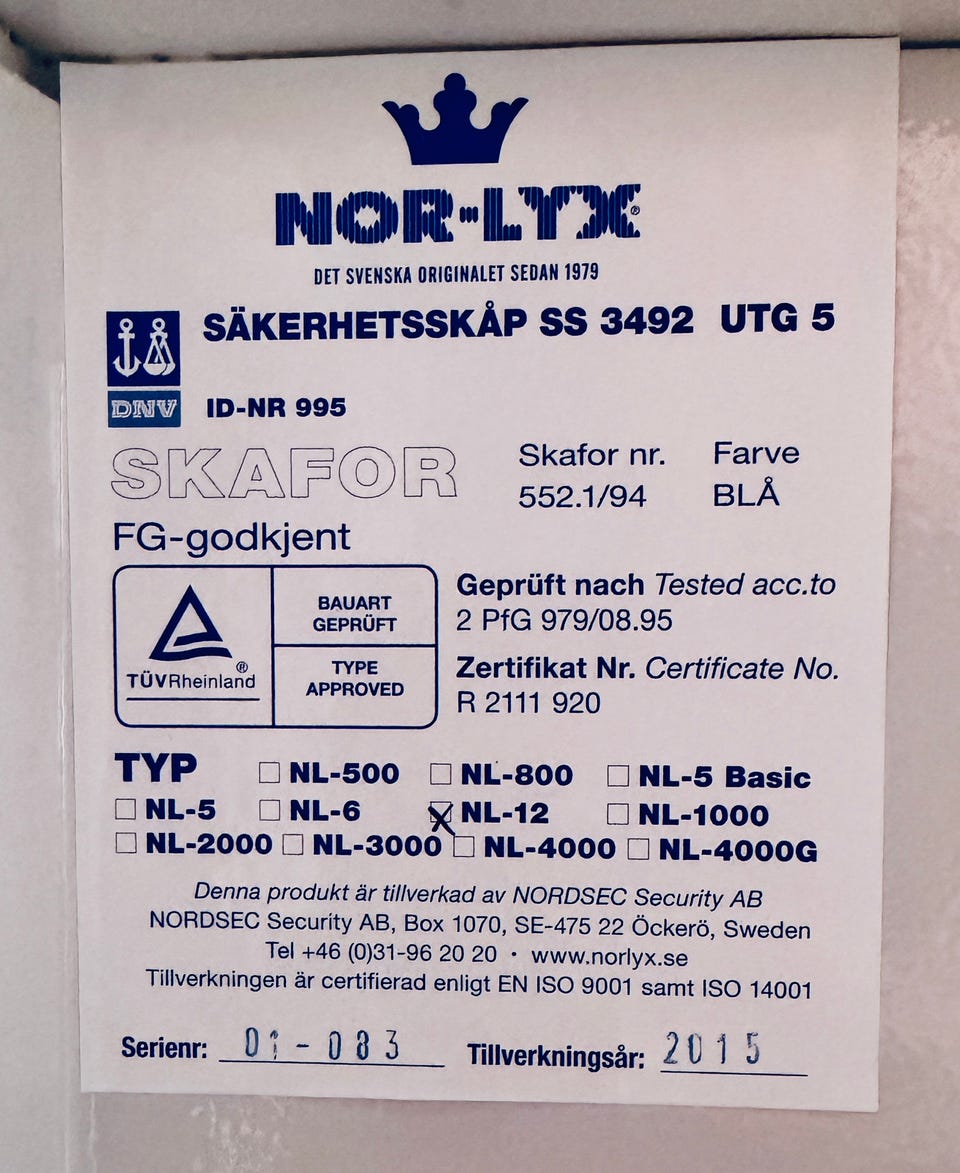 NOR-LYX®
DET SVENSKA ORIGINALET SEDAN 1979
SÄKERHETSSKÅP SS 3492 UTG 5
DNV ID-NR 995
SKAFOR
Skafor nr. Farve
552.1/94 BLÅ
FG-godkjent
TÜVRheinland®
BAUART
GEPRÜFT
TYPE
APPROVED
Geprüft nach Tested acc.to
2 PfG 979/08.95
Zertifikat Nr. Certificate No.
R 2111 920
TYP ☐ NL-500 ☐ NL-800 ☐ NL-5 Basic
☐ NL-5 ☐ NL-6 ☒ NL-12 ☐ NL-1000
☐ NL-2000 ☐ NL-3000 ☐ NL-4000 ☐ NL-4000G
Denna produkt är tillverkad av NORDSEC Security AB
NORDSEC Security AB, Box 1070, SE-475 22 Öckerö, Sweden
Tel +46 (0)31-96 20 20 · www.norlyx.se
Tillverkningen är certifierad enligt EN ISO 9001 samt ISO 14001
Serienr: 01-083 Tillverkningsår: 2015